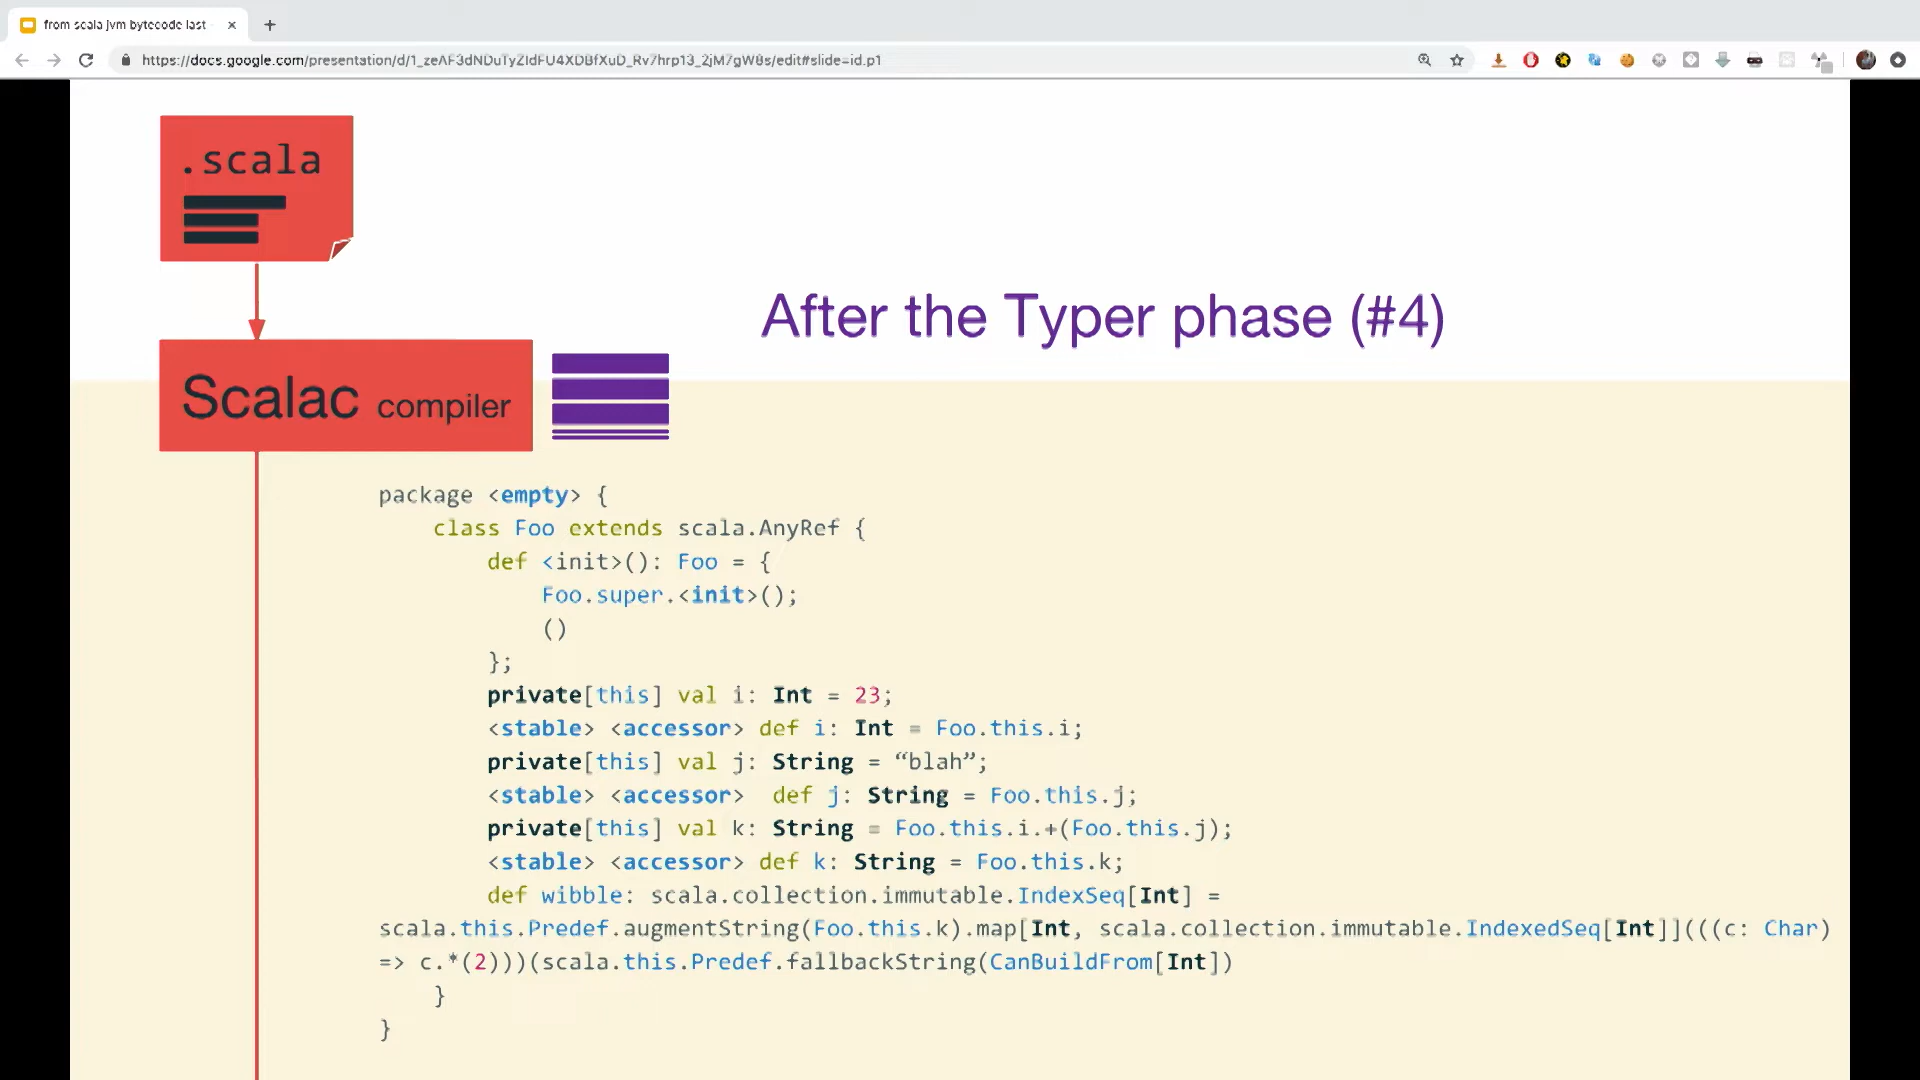 from scala jvm bytecode last
https://docs.google.com/presentation/d/1_zeAF3dNDuTyZIdFU4XDBfXuD_Rv7hrp13_2jM7gW8s/edit#slide=id.p1
.scala
After the Typer phase (#4)
Scalac compiler
package <empty> {
class Foo extends scala.AnyRef {
def <init>(): Foo = {
Foo.super.<init>();
()
};
private[this] val i: Int = 23;
<stable> <accessor> def i: Int = Foo.this.i;
private[this] val j: String = “blah”;
<stable> <accessor> def j: String = Foo.this.j;
private[this] val k: String = Foo.this.i.+(Foo.this.j);
<stable> <accessor> def k: String = Foo.this.k;
def wibble: scala.collection.immutable.IndexSeq[Int] =
scala.this.Predef.augmentString(Foo.this.k).map[Int, scala.collection.immutable.IndexedSeq[Int]](((c: Char)
=> c.*(2)))(scala.this.Predef.fallbackString(CanBuildFrom[Int])
}
}